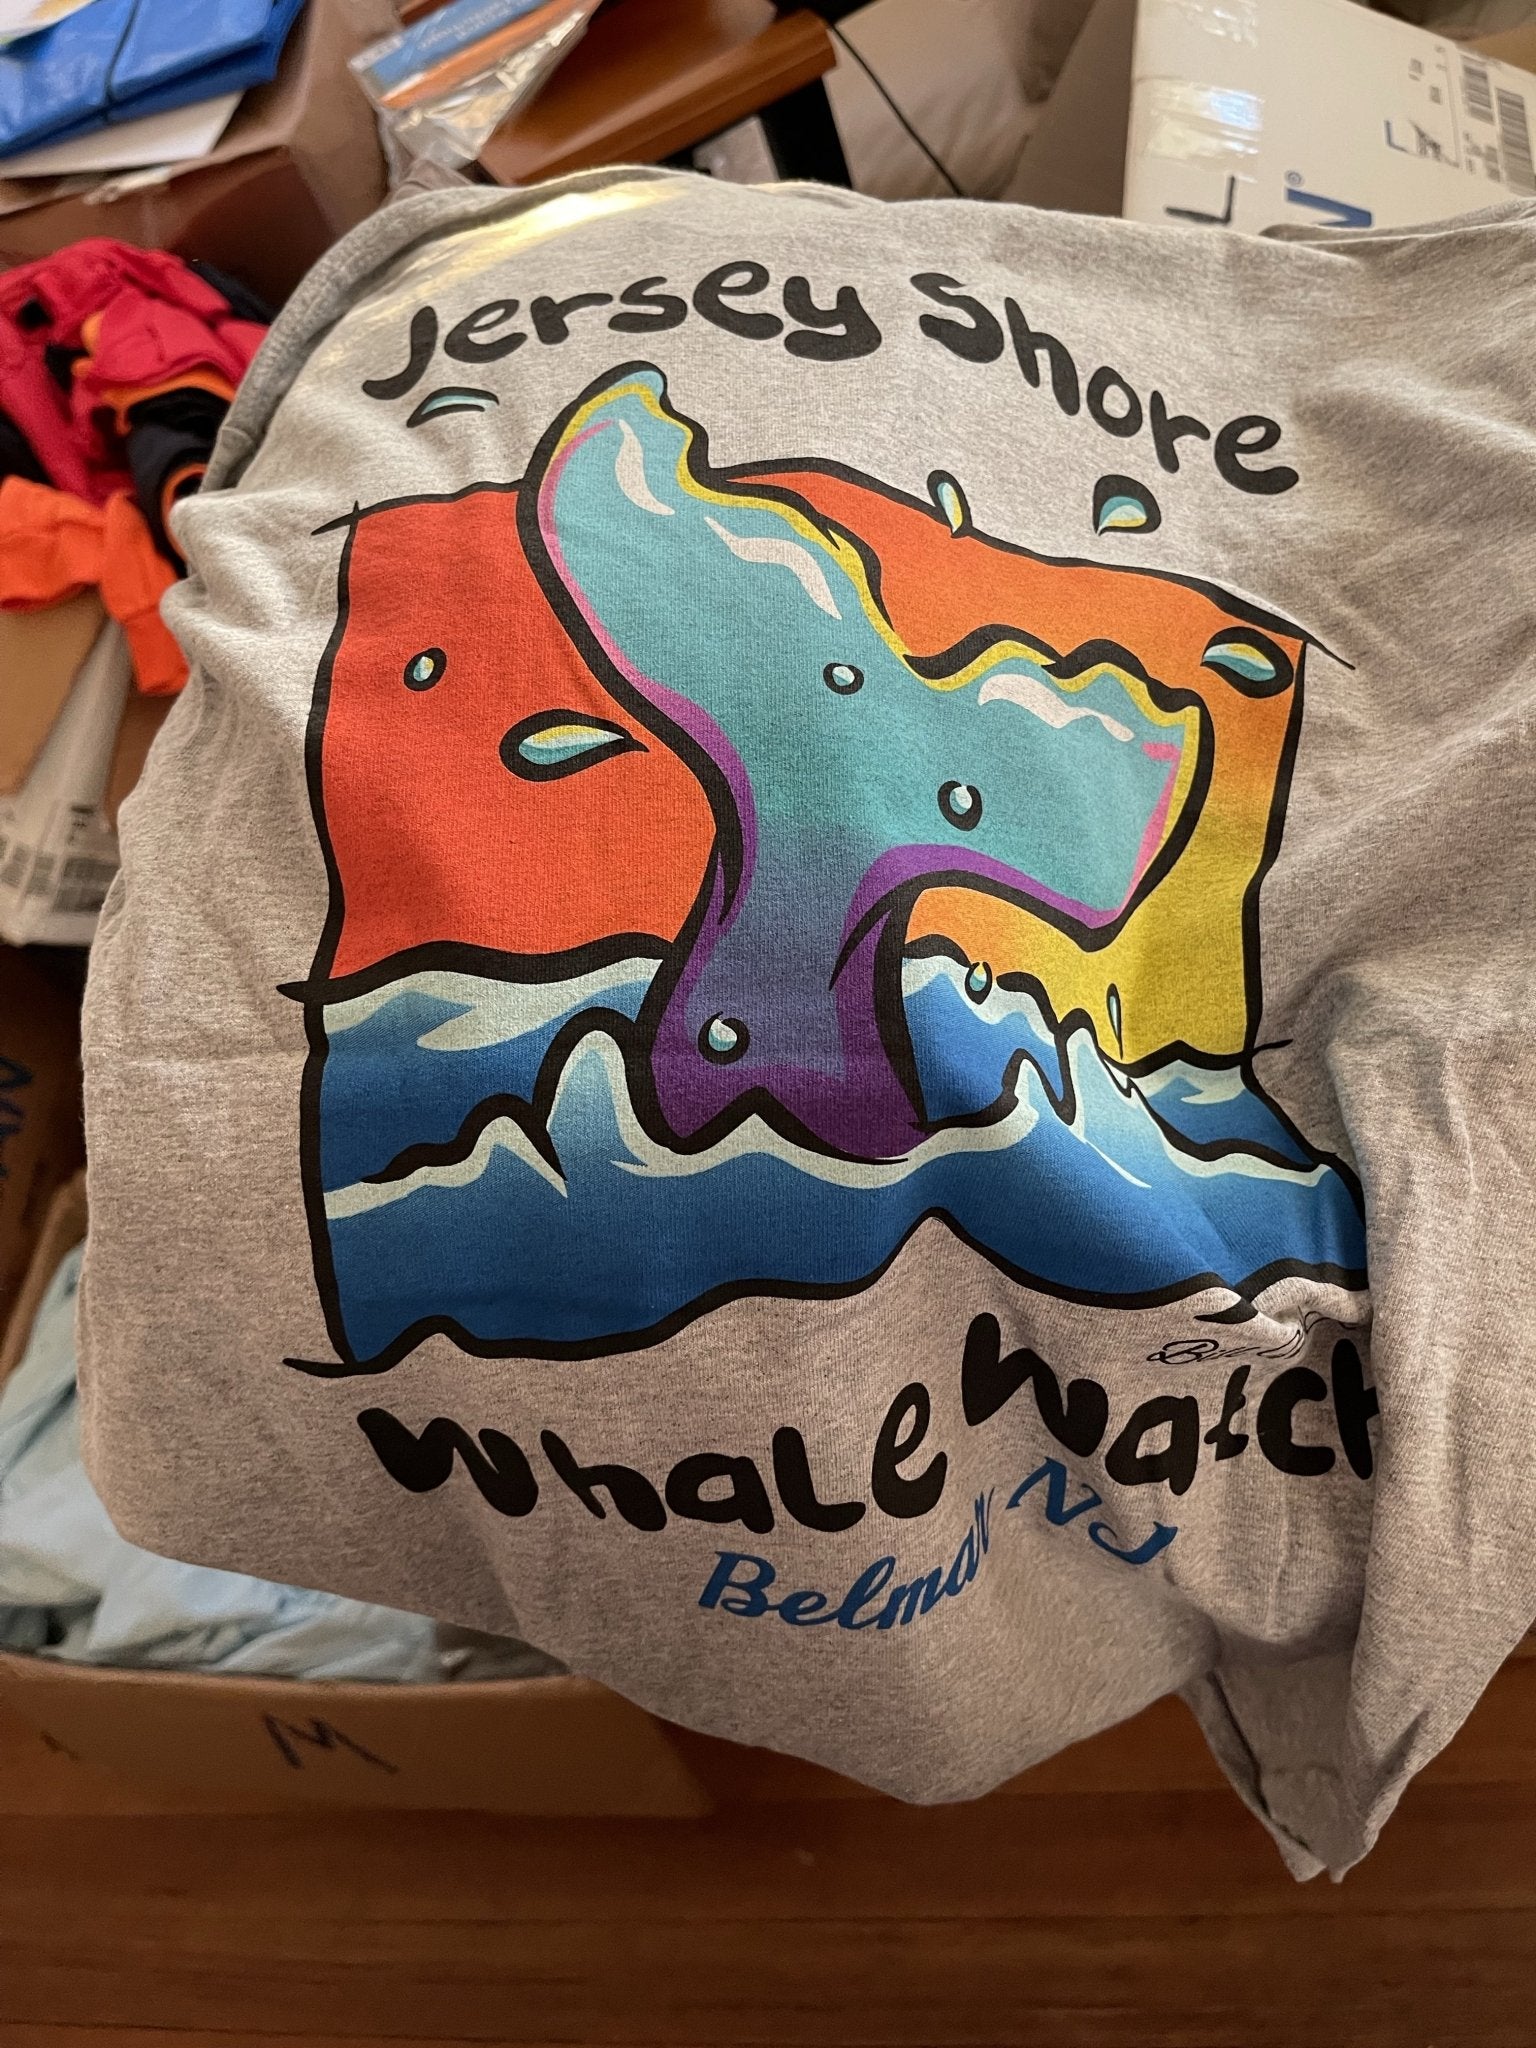 Jersey Shore
Whale Watch
Belmar NJ
M